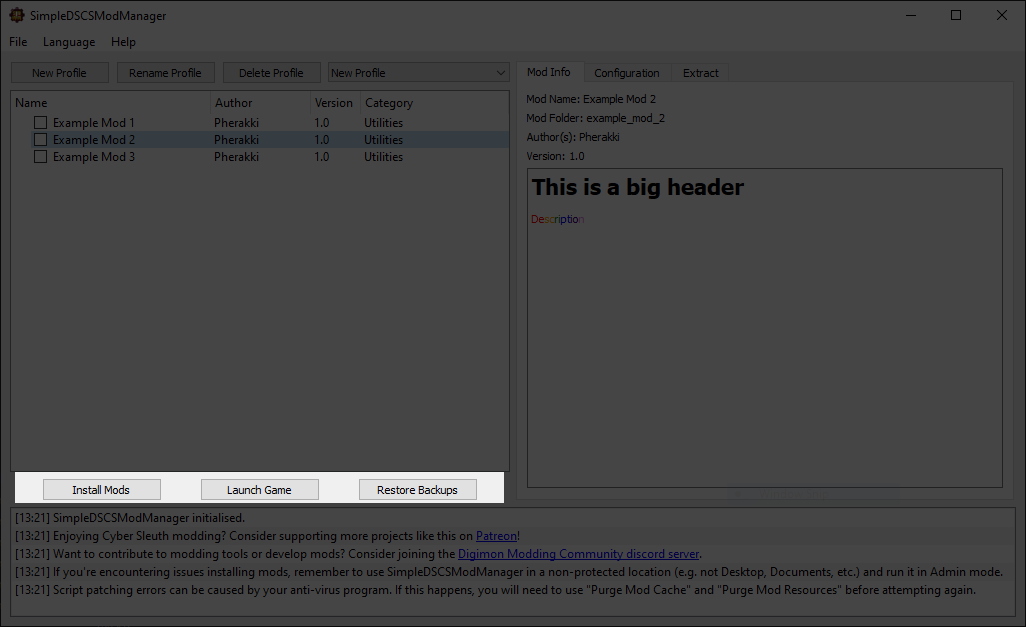 SimpleDSCSModManager
File Language Help
New Profile Rename Profile Delete Profile New Profile
Mod Info Configuration Extract
Name Author Version Category
Example Mod 1 Pherakki 1.0 Utilities
Example Mod 2 Pherakki 1.0 Utilities
Example Mod 3 Pherakki 1.0 Utilities
Mod Name: Example Mod 2
Mod Folder: example_mod_2
Author(s): Pherakki
Version: 1.0
This is a big header
Description
Install Mods Launch Game Restore Backups
[13:21] SimpleDSCSModManager initialised.
[13:21] Enjoying Cyber Sleuth modding? Consider supporting more projects like this on Patreon!
[13:21] Want to contribute to modding tools or develop mods? Consider joining the Digimon Modding Community discord server.
[13:21] If you're encountering issues installing mods, remember to use SimpleDSCSModManager in a non-protected location (e.g. not Desktop, Documents, etc.) and run it in Admin mode.
[13:21] Script patching errors can be caused by your anti-virus program. If this happens, you will need to use "Purge Mod Cache" and "Purge Mod Resources" before attempting again.